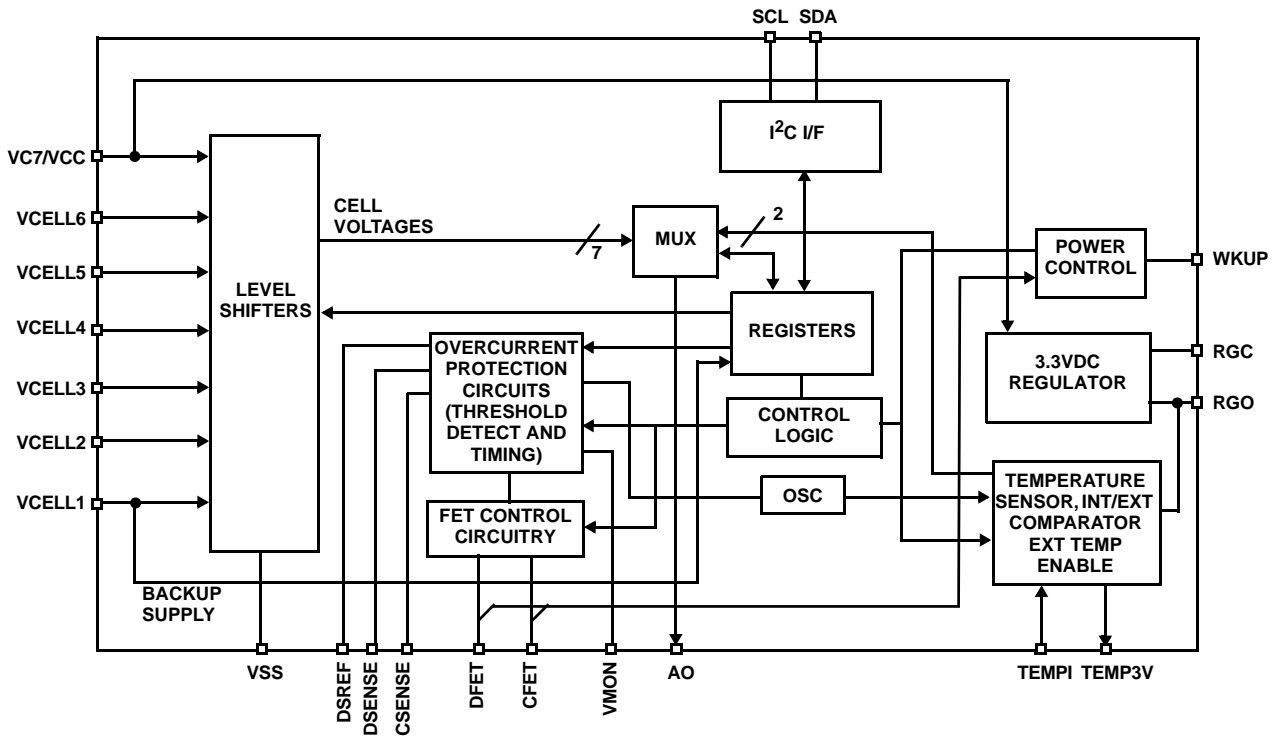 SCL SDA
I2C I/F
VC7/VCC
VCELL6
VCELL5
VCELL4
VCELL3
VCELL2
VCELL1
LEVEL
SHIFTERS
CELL
VOLTAGES
7
MUX
2
REGISTERS
POWER
CONTROL
WKUP
3.3VDC
REGULATOR
RGC
RGO
OVERCURRENT
PROTECTION
CIRCUITS
(THRESHOLD
DETECT AND
TIMING)
CONTROL
LOGIC
OSC
TEMPERATURE
SENSOR, INT/EXT
COMPARATOR
EXT TEMP
ENABLE
FET CONTROL
CIRCUITRY
BACKUP
SUPPLY
VSS
DSREF
DSENSE
CSENSE
DFET
CFET
VMON
AO
TEMPI TEMP3V